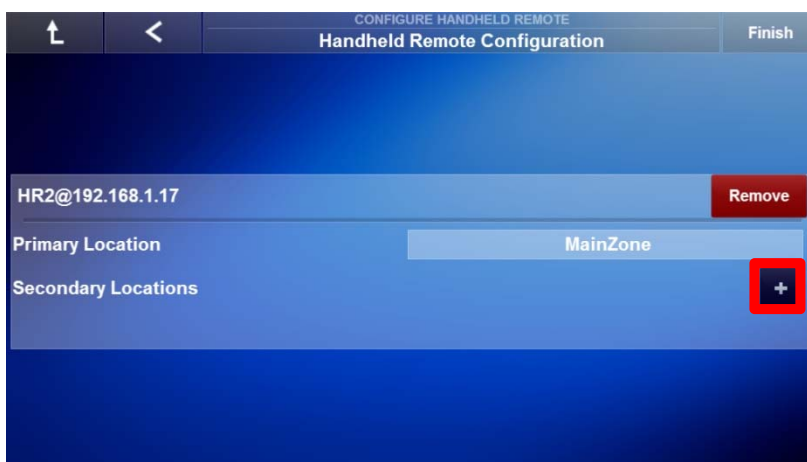 CONFIGURE HANDHELD REMOTE
Handheld Remote Configuration
Finish
HR2@192.168.1.17
Remove
Primary Location
MainZone
Secondary Locations
+